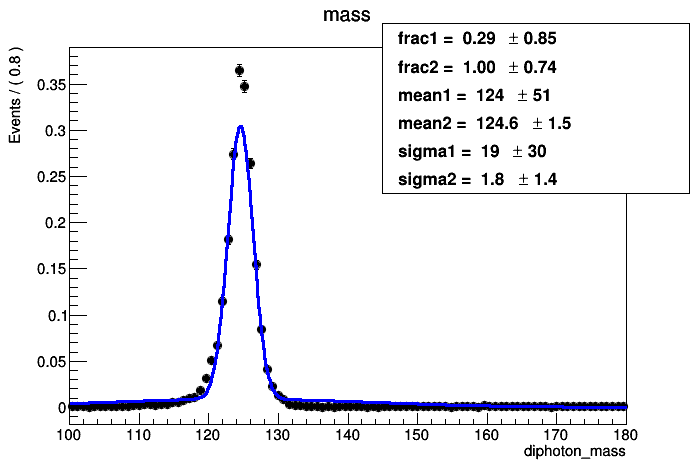 mass
frac1 = 0.29 ± 0.85
frac2 = 1.00 ± 0.74
mean1 = 124 ± 51
mean2 = 124.6 ± 1.5
sigma1 = 19 ± 30
sigma2 = 1.8 ± 1.4
Events / ( 0.8 )
0.35
0.3
0.25
0.2
0.15
0.1
0.05
0
100 110 120 130 140 150 160 170 180
diphoton_mass